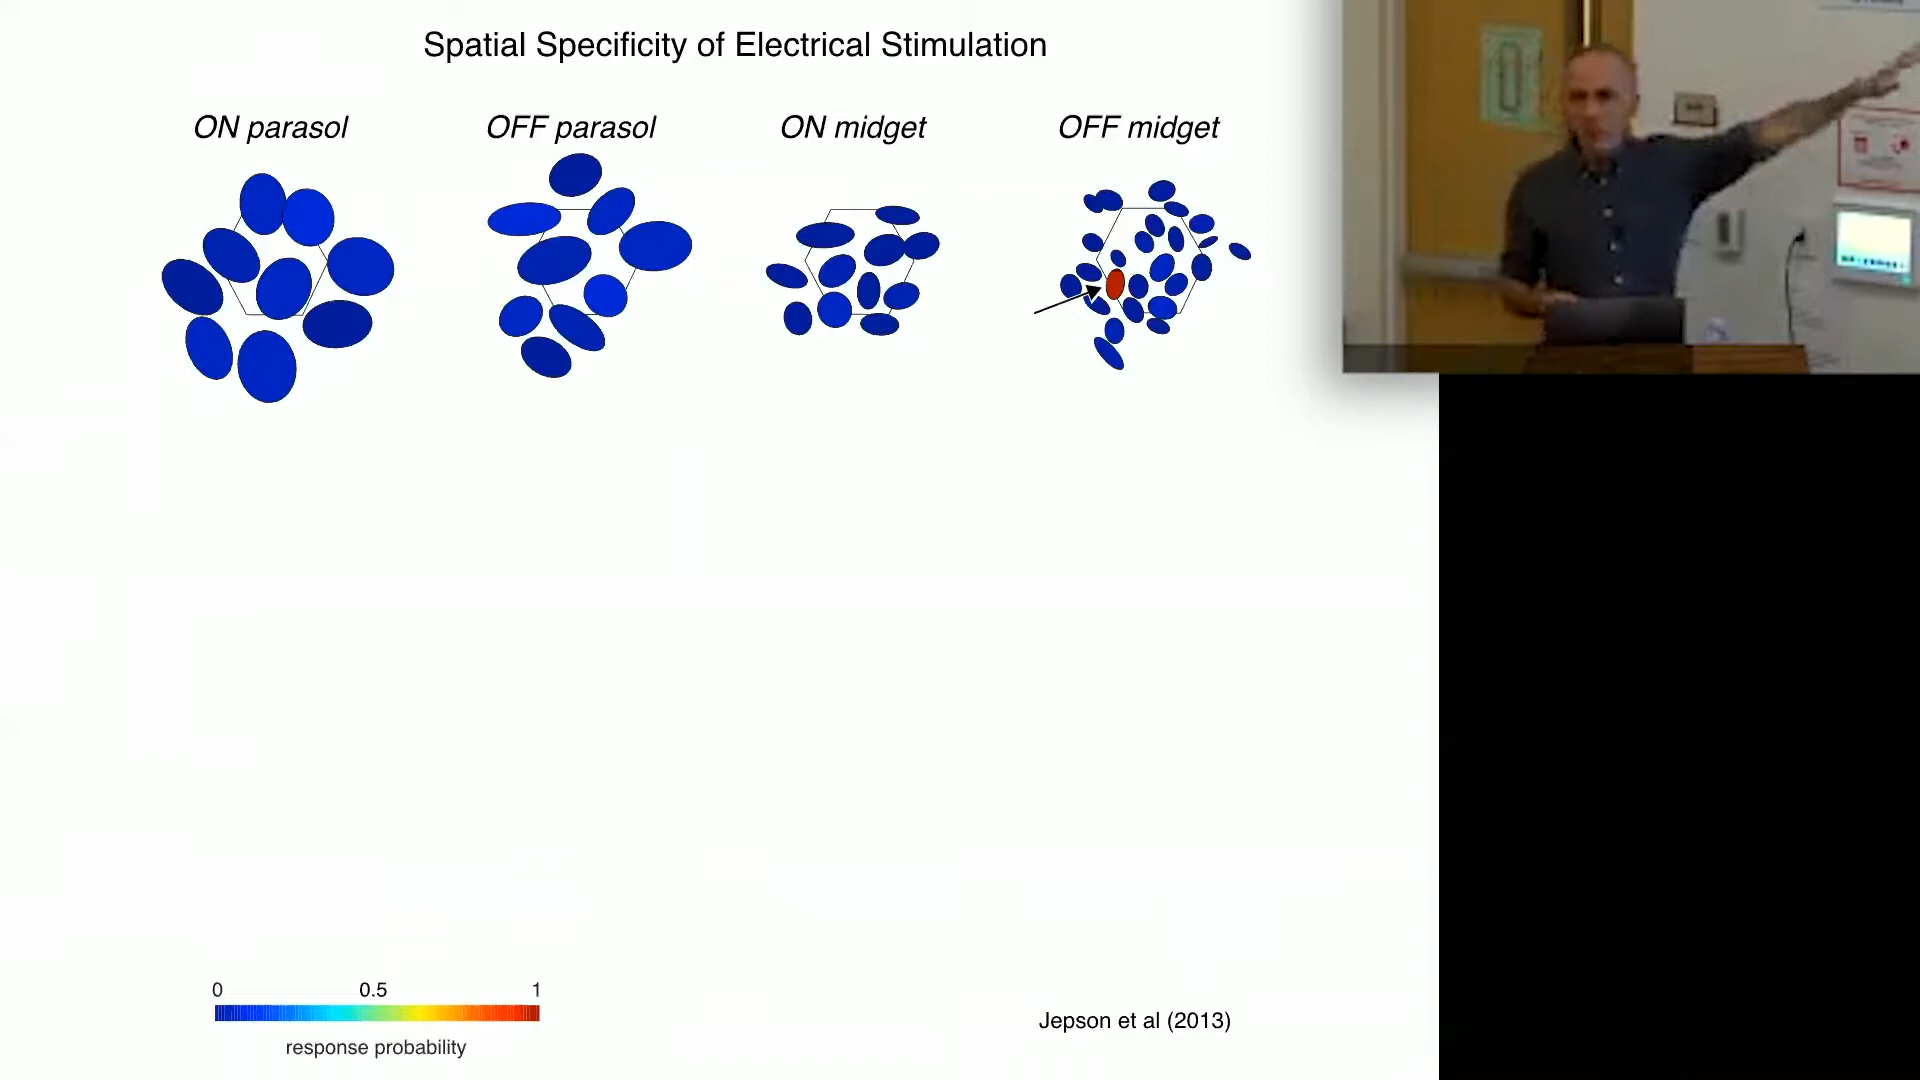 Spatial Specificity of Electrical Stimulation
ON parasol
OFF parasol
ON midget
OFF midget
0
0.5
1
response probability
Jepson et al (2013)